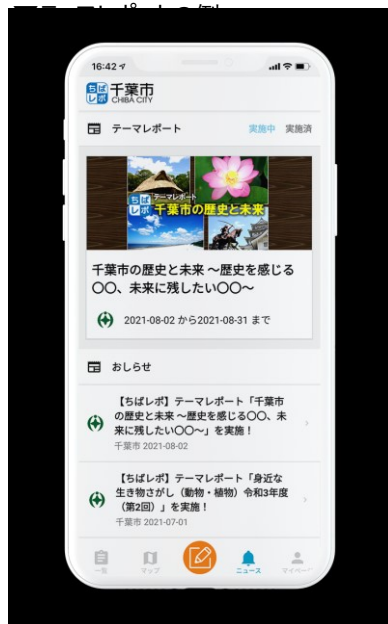 テーマレポートの例
16:42
ちば
レポ
千葉市
CHIBA CITY
テーマレポート
実施中 実施済
ちば
レポ
テーマレポート
千葉市の歴史と未来
千葉市の歴史と未来 〜歴史を感じる
〇〇、未来に残したい〇〇〜
2021-08-02 から2021-08-31 まで
おしらせ
【ちばレポ】テーマレポート「千葉市
の歴史と未来 〜歴史を感じる〇〇、未
来に残したい〇〇〜」を実施！
千葉市 2021-08-02
【ちばレポ】テーマレポート「身近な
生き物さがし（動物・植物）令和3年度
（第2回）」を実施！
千葉市 2021-07-01
一覧
マップ
ニュース
マイページ